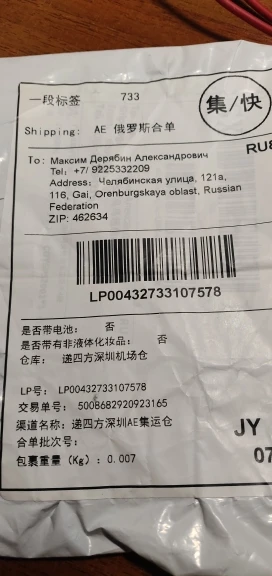 一段标签 733
集/快
Shipping: AE 俄罗斯合单
RU8
To: Максим Дерябин Александрович
Tel: +7/ 9225332209
Address: Челябинская улица, 121а,
116, Gai, Orenburgskaya oblast, Russian
Federation
ZIP: 462634
LP00432733107578
是否带电池: 否
是否带有非液体化妆品: 否
仓库: 递四方深圳机场仓
LP号: LP00432733107578
交易单号: 5008682920923165
渠道名称: 递四方深圳AE集运仓
JY
合单批次号:
07
包裹重量 (Kg): 0.007